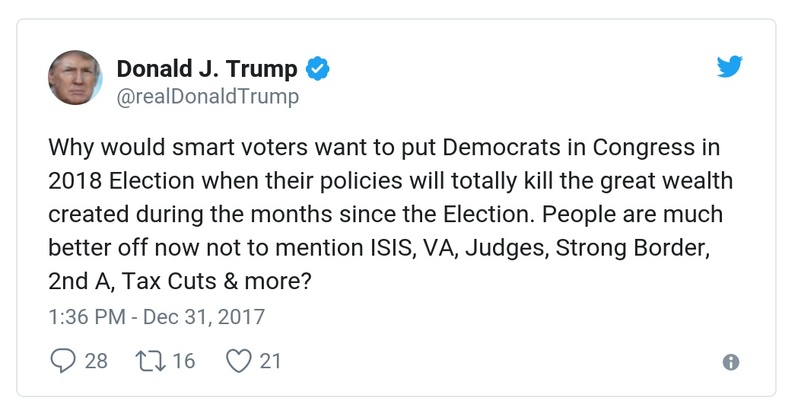 Donald J. Trump
@realDonaldTrump
Why would smart voters want to put Democrats in Congress in
2018 Election when their policies will totally kill the great wealth
created during the months since the Election. People are much
better off now not to mention ISIS, VA, Judges, Strong Border,
2nd A, Tax Cuts & more?
1:36 PM - Dec 31, 2017
28 16 21